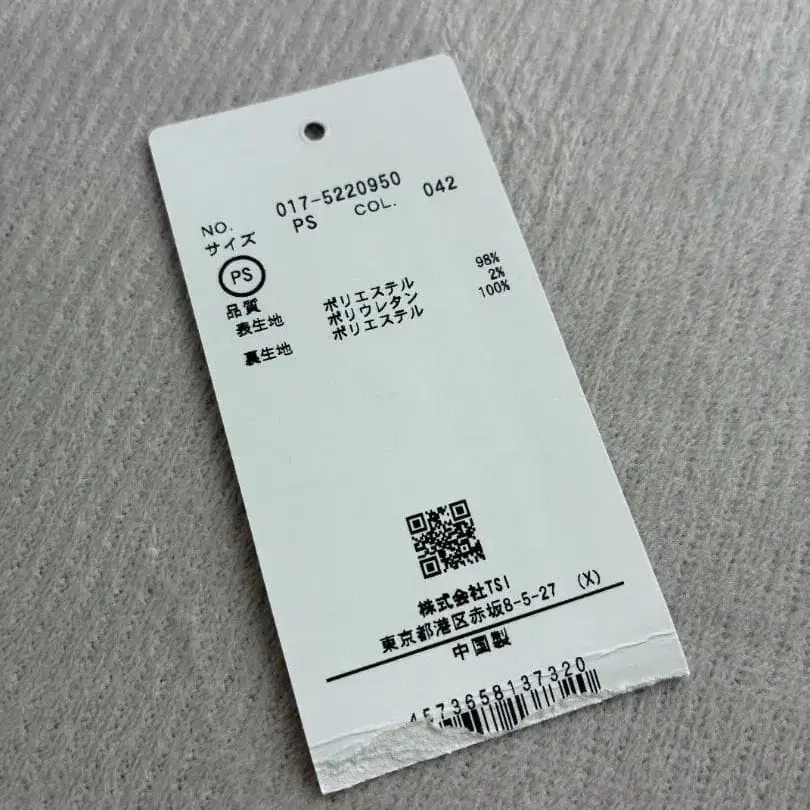 NO. 017-5220950
サイズ PS COL. 042
PS
品質
表生地 ポリエステル 98%
ポリウレタン 2%
裏生地 ポリエステル 100%
株式会社TSI
東京都港区赤坂8-5-27 (X)
中国製
4573658137320